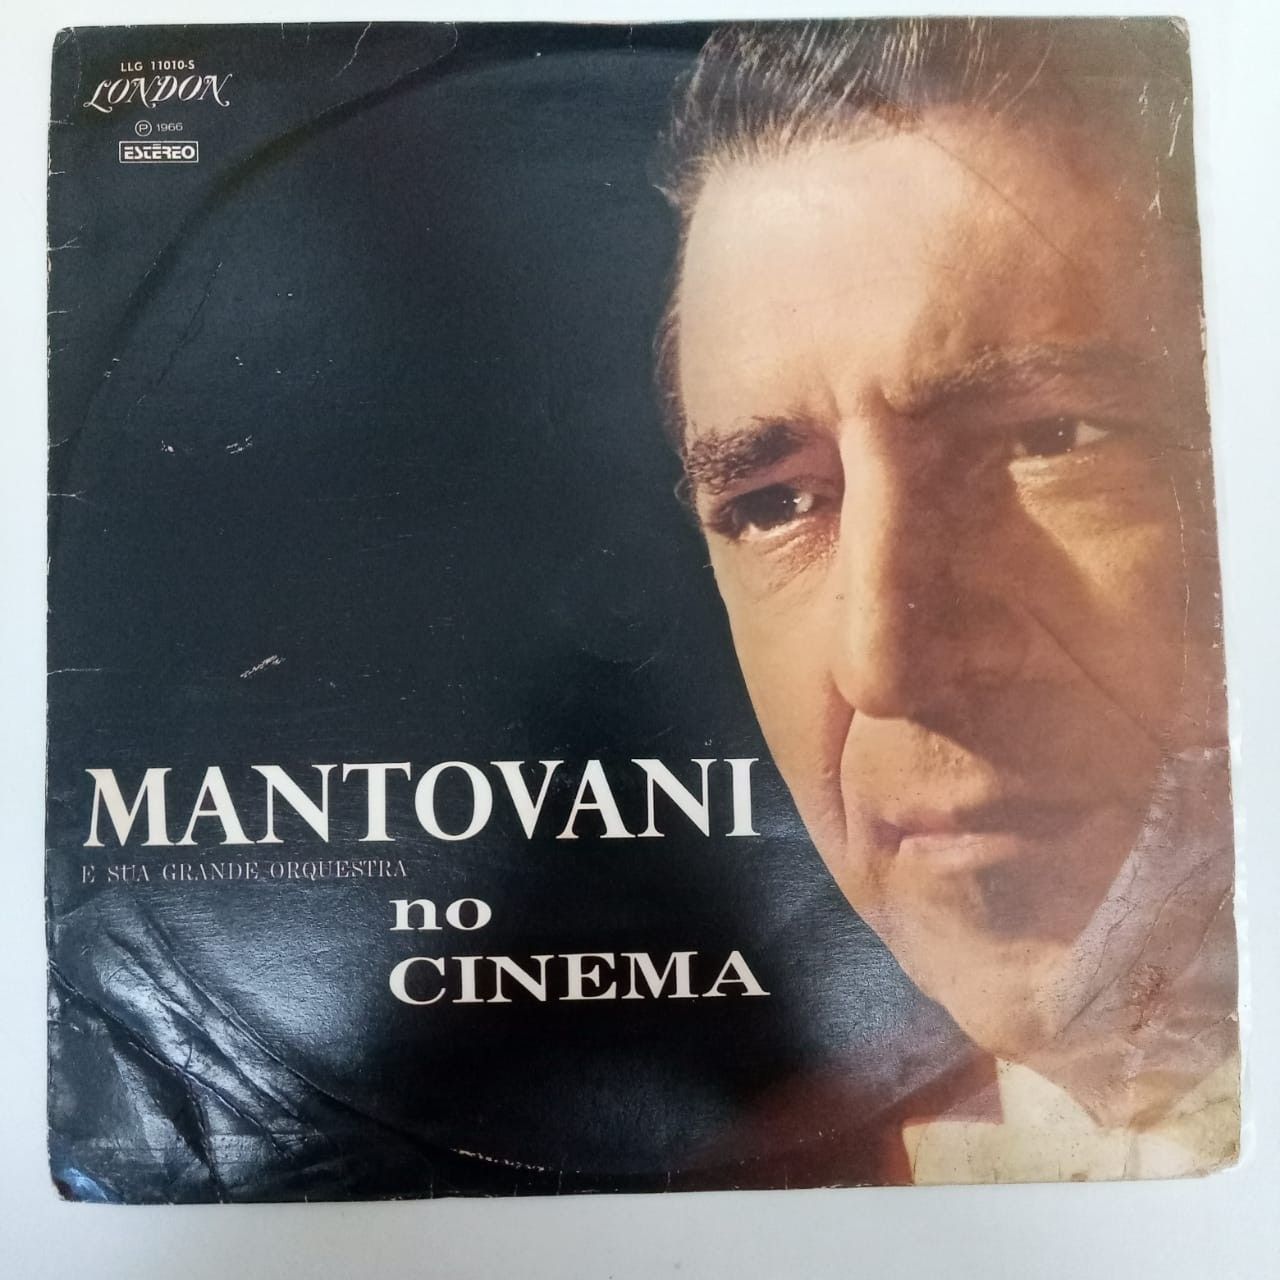 LLG 11010-S
LONDON
Ⓟ 1966
ESTÉREO
MANTOVANI
E SUA GRANDE ORQUESTRA
no
CINEMA